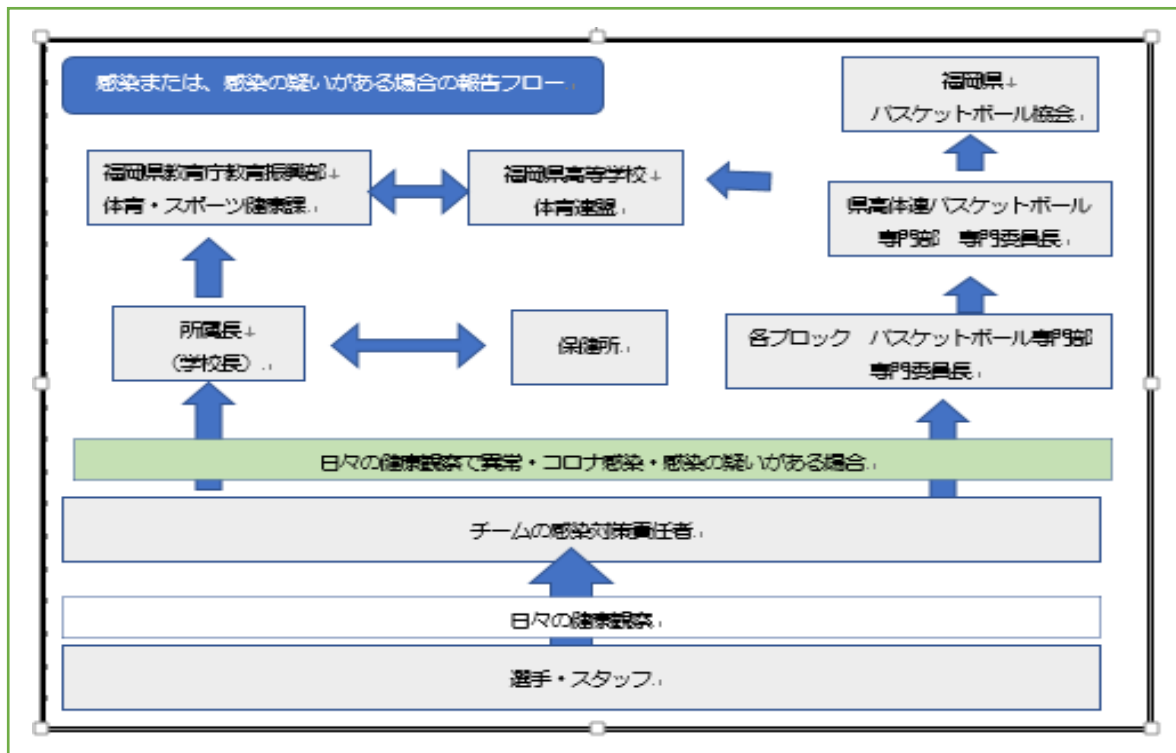 感染または、感染の疑いがある場合の報告フロー
福岡県
バスケットボール協会
福岡県教育庁教育振興部
体育・スポーツ健康課
福岡県高等学校
体育連盟
県高体連バスケットボール
専門部　専門委員長
所属長
（学校長）
保健所
各ブロック　バスケットボール専門部
専門委員長
日々の健康観察で異常・コロナ感染・感染の疑いがある場合
チームの感染対策責任者
日々の健康観察
選手・スタッフ